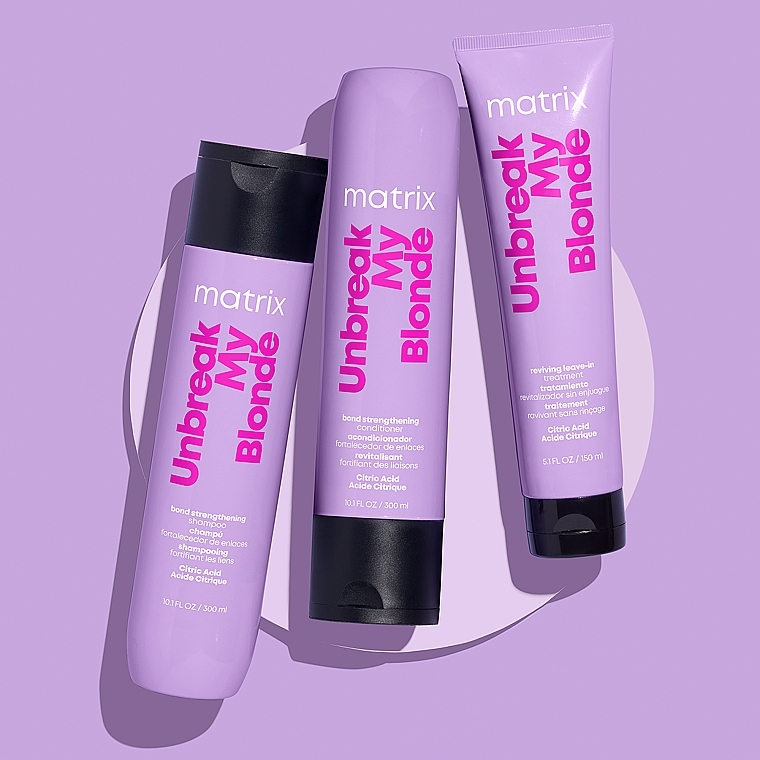 matrix
Unbreak
My
Blonde
bond strengthening
shampoo
champú
fortalecedor de enlaces
shampooing
fortifiant les liens
Citric Acid
Acide Citrique
10.1 FL OZ / 300 ml
matrix
Unbreak
My
Blonde
bond strengthening
conditioner
acondicionador
fortalecedor de enlaces
revitalisant
fortifiant des liaisons
Citric Acid
Acide Citrique
10.1 FL OZ / 300 ml
matrix
Unbreak
My
Blonde
reviving leave-in
treatment
tratamiento
revitalizador sin enjuague
traitement
ravivant sans rinçage
Citric Acid
Acide Citrique
5.1 FL OZ / 150 ml